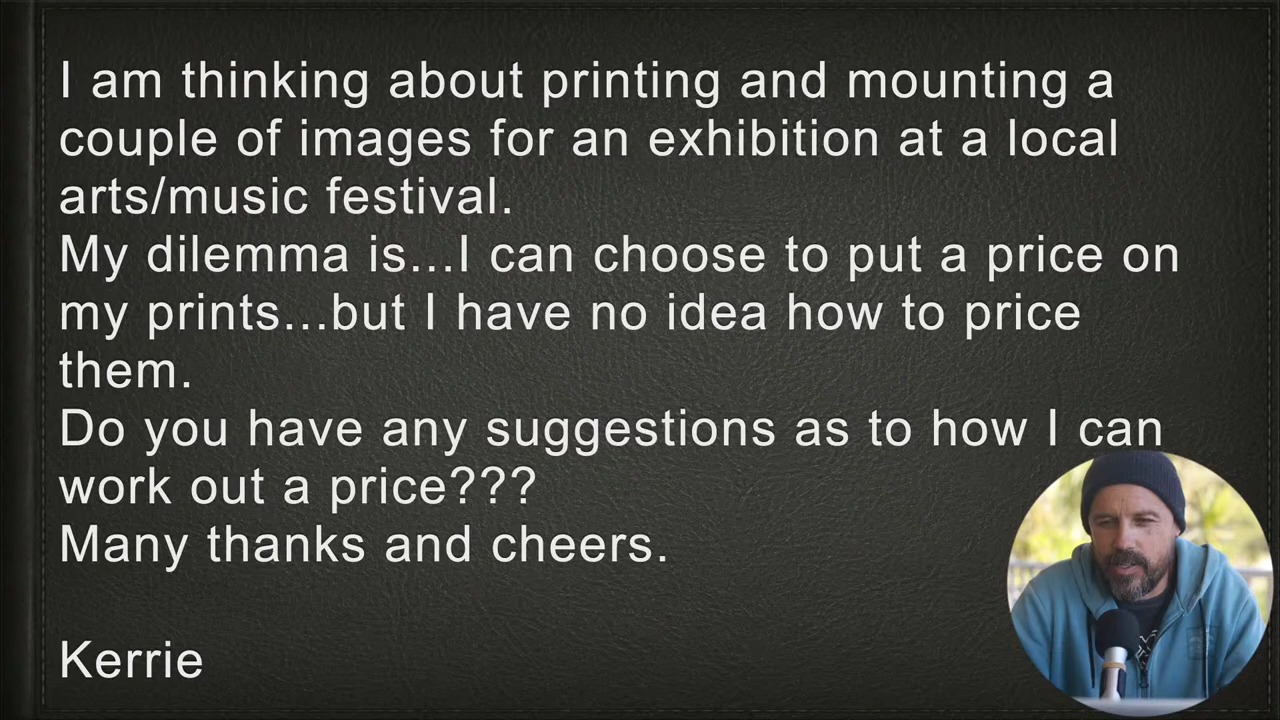 I am thinking about printing and mounting a
couple of images for an exhibition at a local
arts/music festival.
My dilemma is...I can choose to put a price on
my prints...but I have no idea how to price
them.
Do you have any suggestions as to how I can
work out a price???
Many thanks and cheers.
Kerrie